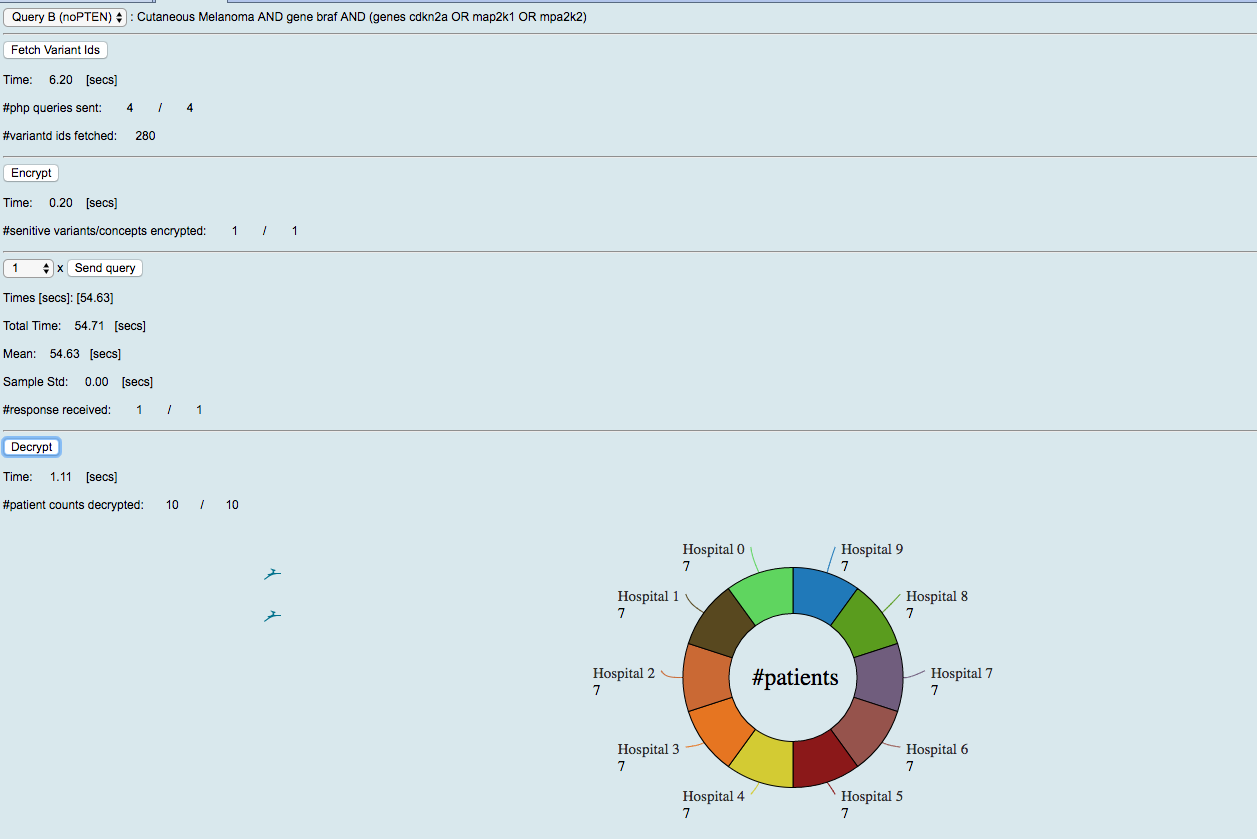 Query B (noPTEN) : Cutaneous Melanoma AND gene braf AND (genes cdkn2a OR map2k1 OR mpa2k2)
Fetch Variant Ids
Time: 6.20 [secs]
#php queries sent: 4 / 4
#variantd ids fetched: 280
Encrypt
Time: 0.20 [secs]
#senitive variants/concepts encrypted: 1 / 1
1 x Send query
Times [secs]: [54.63]
Total Time: 54.71 [secs]
Mean: 54.63 [secs]
Sample Std: 0.00 [secs]
#response received: 1 / 1
Decrypt
Time: 1.11 [secs]
#patient counts decrypted: 10 / 10
Hospital 0 Hospital 9
7 7
Hospital 1 Hospital 8
7 7
Hospital 2 #patients Hospital 7
7 7
Hospital 3 Hospital 6
7 7
Hospital 4 Hospital 5
7 7